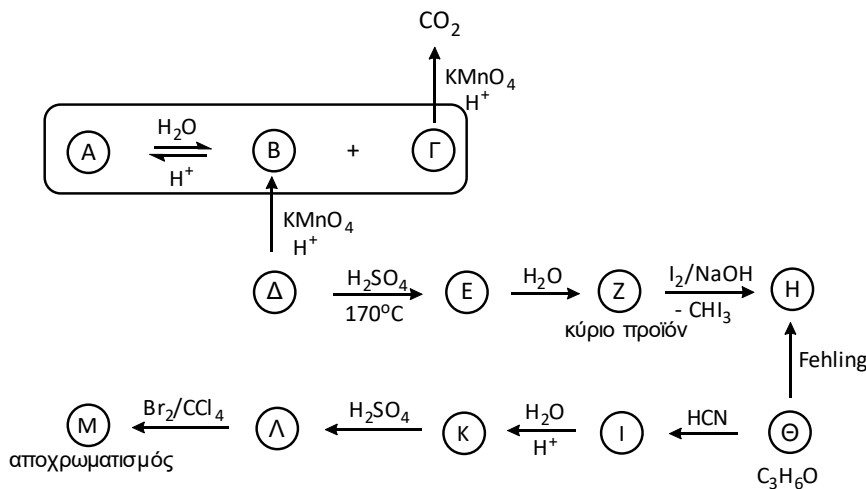 CO2
KMnO4
H+
A H2O B + Γ
H+
KMnO4
H+
Δ H2SO4 E H2O Z I2/NaOH H
170oC - CHI3
κύριο προϊόν
Fehling
M Br2/CCl4 Λ H2SO4 K H2O I HCN Θ
H+
αποχρωματισμός
C3H6O